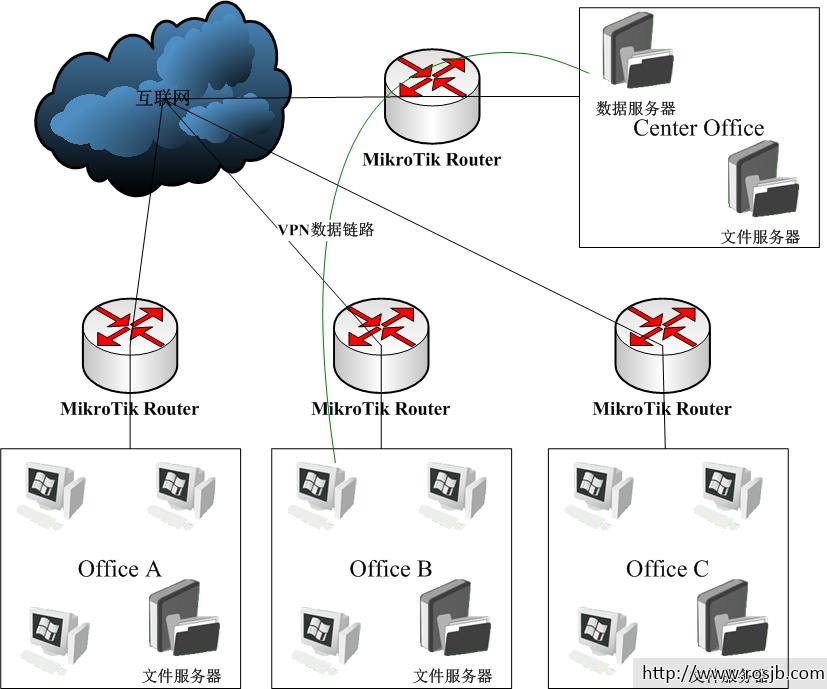 互联网
数据服务器
Center Office
MikroTik Router
文件服务器
VPN数据链路
MikroTik Router
MikroTik Router
MikroTik Router
Office A
Office B
Office C
文件服务器
文件服务器
文件服务器
http://www.rosjb.com